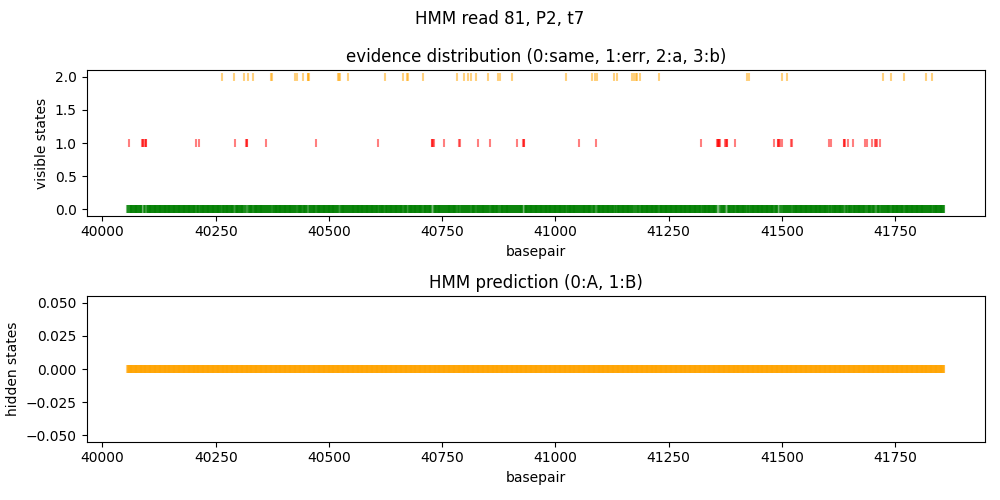 HMM read 81, P2, t7
evidence distribution (0:same, 1:err, 2:a, 3:b)
visible states
2.0
1.5
1.0
0.5
0.0
40000 40250 40500 40750 41000 41250 41500 41750
basepair
HMM prediction (0:A, 1:B)
hidden states
0.050
0.025
0.000
−0.025
−0.050
40000 40250 40500 40750 41000 41250 41500 41750
basepair